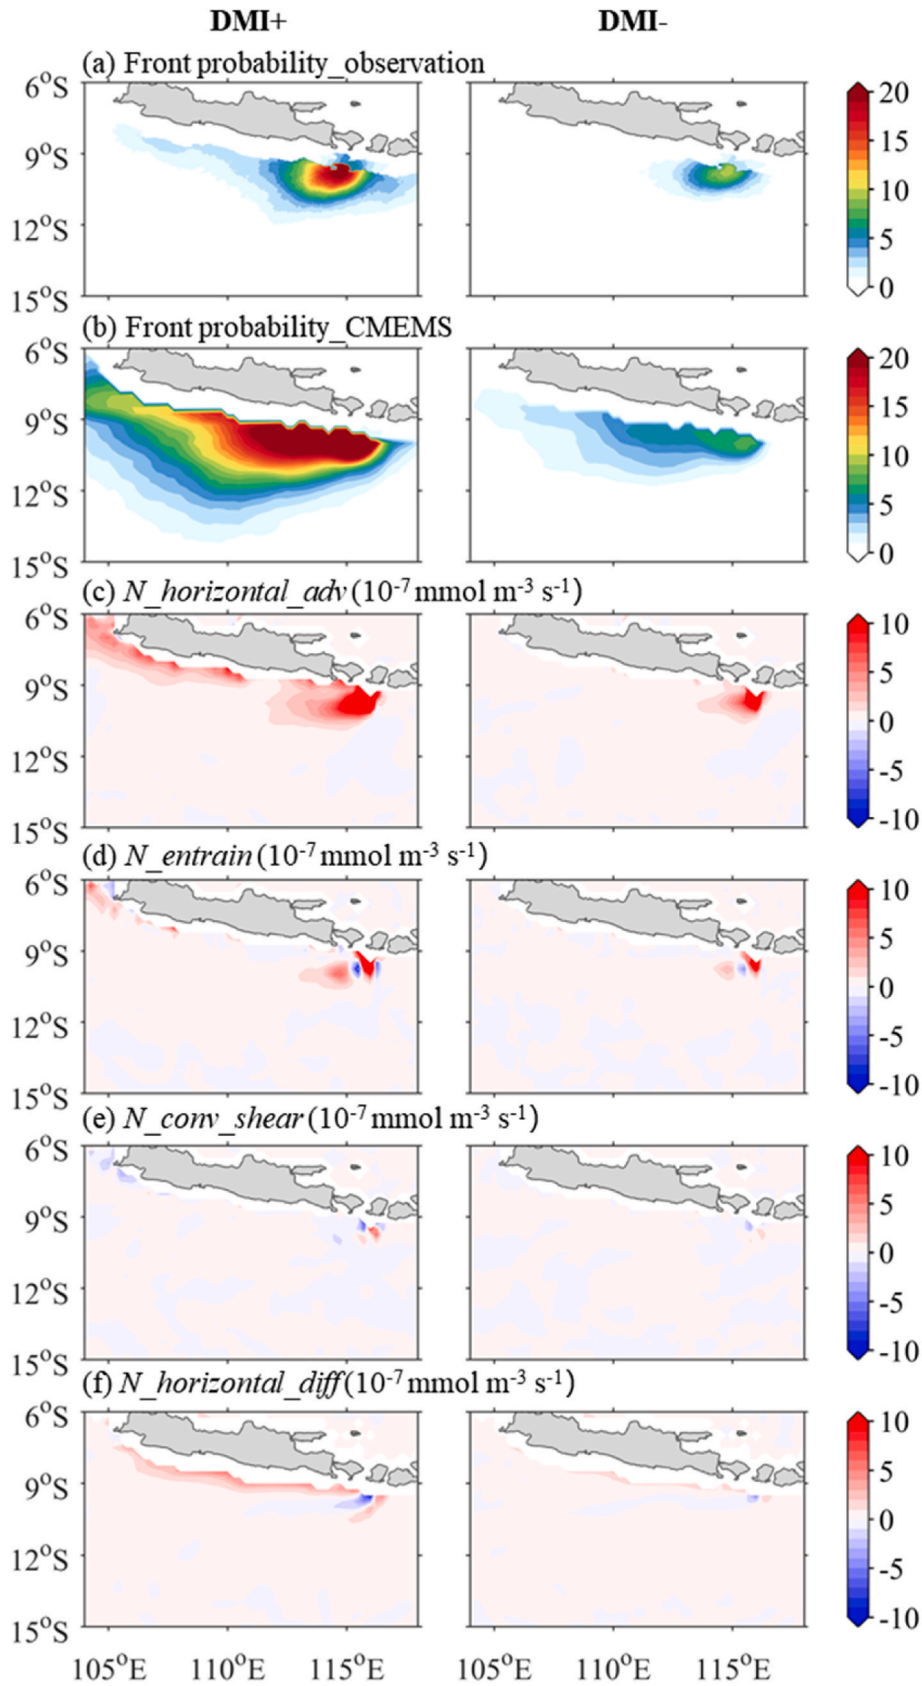 DMI+ DMI-
(a) Front probability_observation
6°S 20
9°S 15
10
12°S 5
15°S 0
(b) Front probability_CMEMS
6°S 20
9°S 15
10
12°S 5
15°S 0
(c) N_horizontal_adv (10⁻⁷ mmol m⁻³ s⁻¹)
6°S 10
9°S 5
0
12°S -5
15°S -10
(d) N_entrain (10⁻⁷ mmol m⁻³ s⁻¹)
6°S 10
9°S 5
0
12°S -5
15°S -10
(e) N_conv_shear (10⁻⁷ mmol m⁻³ s⁻¹)
6°S 10
9°S 5
0
12°S -5
15°S -10
(f) N_horizontal_diff (10⁻⁷ mmol m⁻³ s⁻¹)
6°S 10
9°S 5
0
12°S -5
15°S -10
105°E 110°E 115°E 105°E 110°E 115°E